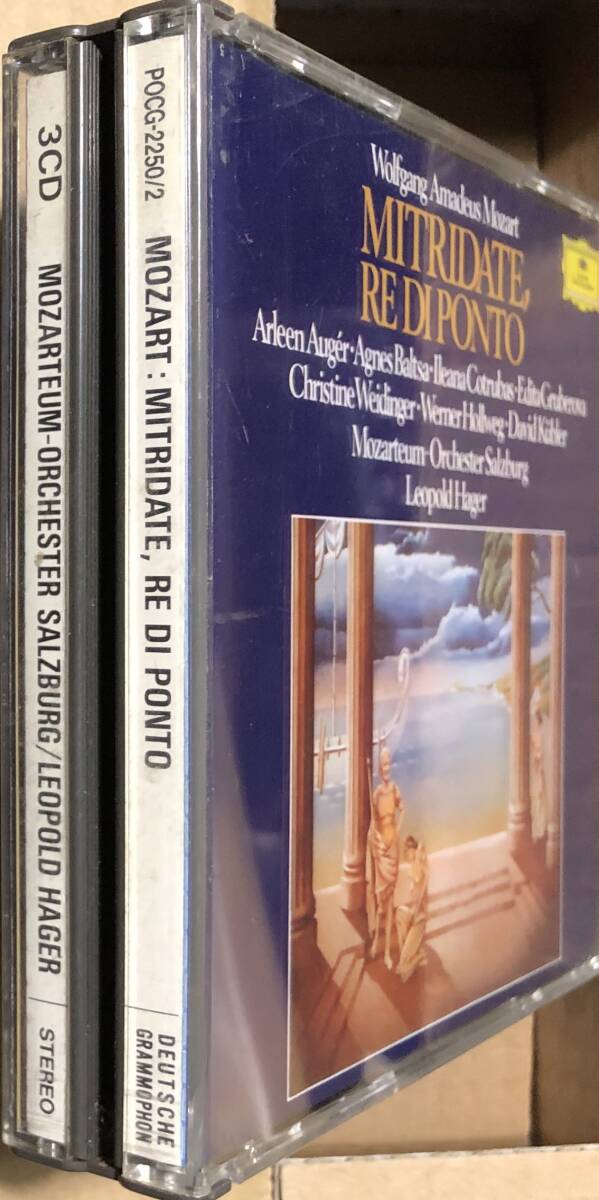 3CD MOZARTEUM-ORCHESTER SALZBURG/LEOPOLD HAGER STEREO
POCG-2250/2 MOZART : MITRIDATE, RE DI PONTO DEUTSCHE
GRAMMOPHON
Wolfgang Amadeus Mozart
MITRIDATE,
RE DI PONTO
Arleen Augér · Agnes Baltsa · Ileana Cotrubas · Edita Gruberova
Christine Weidinger · Werner Hollweg · David Kübler
Mozarteum-Orchester Salzburg
Leopold Hager